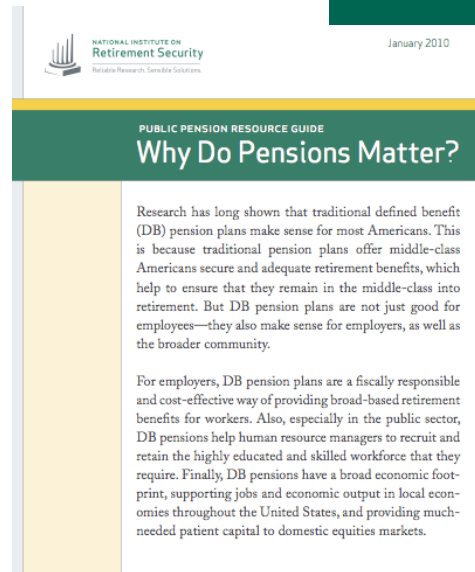 NATIONAL INSTITUTE ON
Retirement Security
Reliable Research. Sensible Solutions.
January 2010
PUBLIC PENSION RESOURCE GUIDE
Why Do Pensions Matter?
Research has long shown that traditional defined benefit
(DB) pension plans make sense for most Americans. This
is because traditional pension plans offer middle-class
Americans secure and adequate retirement benefits, which
help to ensure that they remain in the middle-class into
retirement. But DB pension plans are not just good for
employees—they also make sense for employers, as well as
the broader community.
For employers, DB pension plans are a fiscally responsible
and cost-effective way of providing broad-based retirement
benefits for workers. Also, especially in the public sector,
DB pensions help human resource managers to recruit and
retain the highly educated and skilled workforce that they
require. Finally, DB pensions have a broad economic foot-
print, supporting jobs and economic output in local econ-
omies throughout the United States, and providing much-
needed patient capital to domestic equities markets.